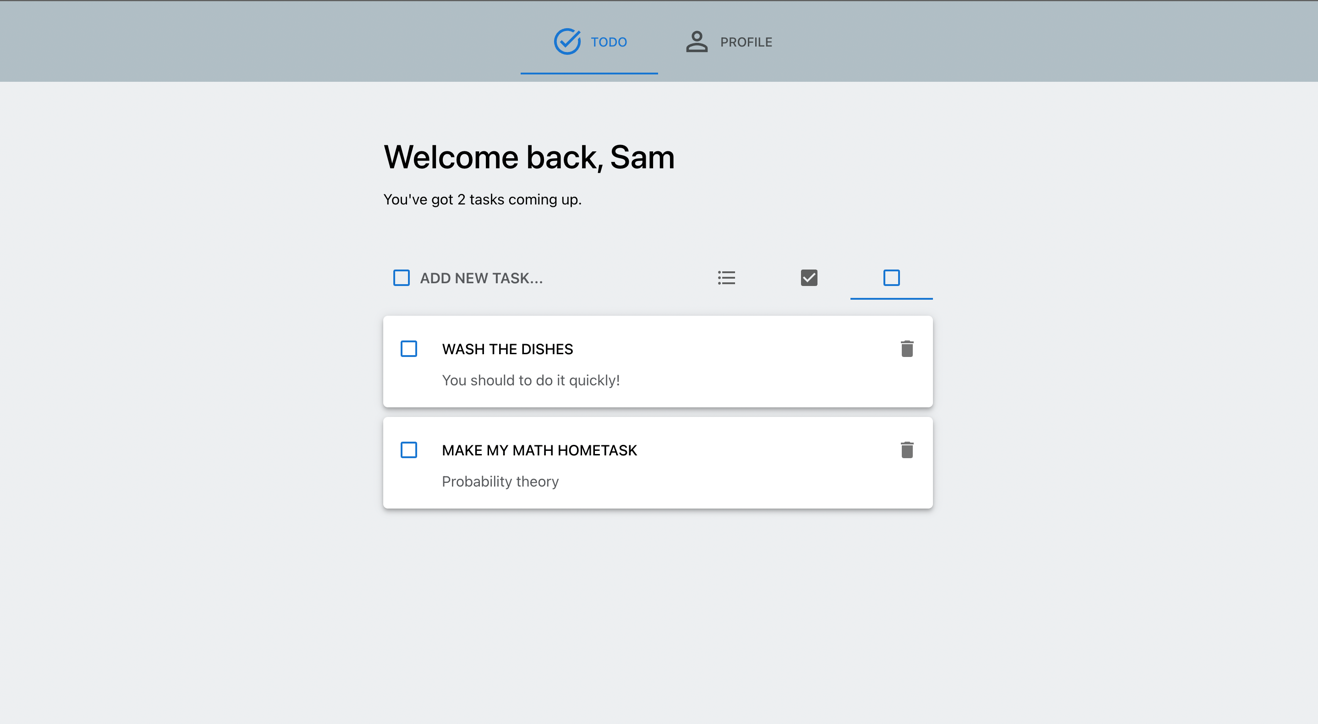 TODO
PROFILE
Welcome back, Sam
You've got 2 tasks coming up.
ADD NEW TASK...
WASH THE DISHES
You should to do it quickly!
MAKE MY MATH HOMETASK
Probability theory